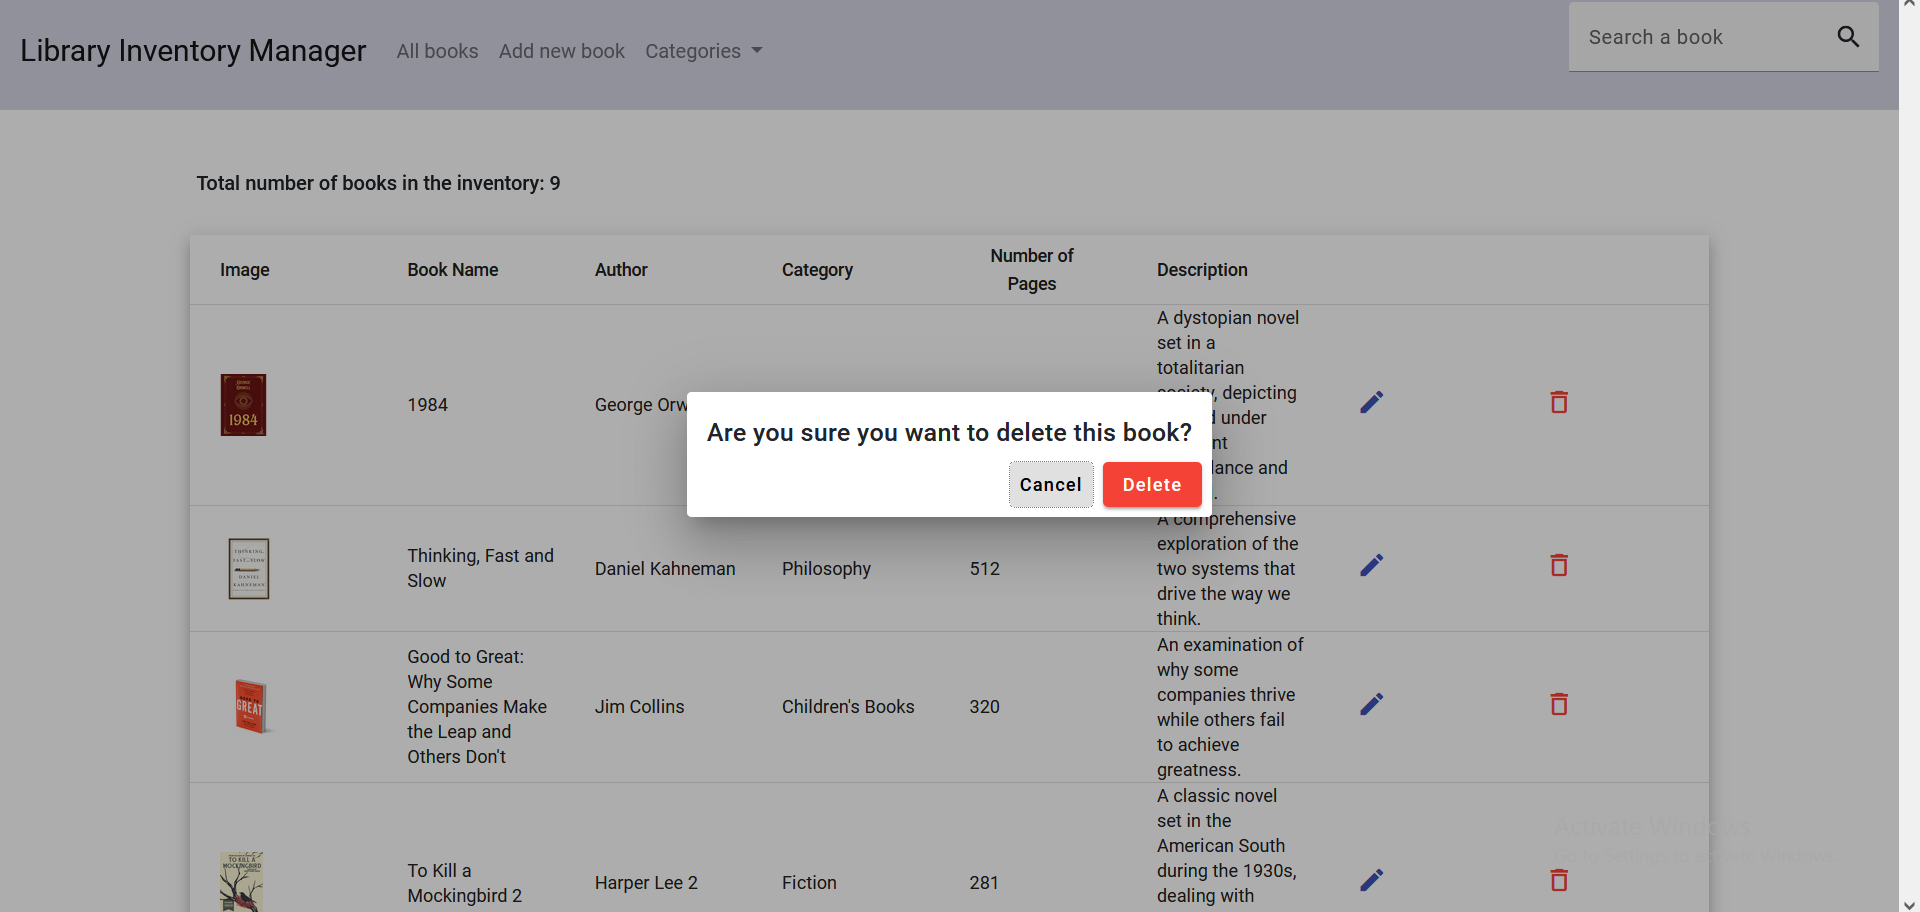 Library Inventory Manager All books Add new book Categories Search a book
Total number of books in the inventory: 9
Image Book Name Author Category Number of Pages Description
1984
1984 George Orw
A dystopian novel
set in a
totalitarian
depicting
under
lance and
Are you sure you want to delete this book?
Cancel Delete
THINKING,
FAST AND SLOW
DANIEL
KAHNEMAN
Thinking, Fast and
Slow
Daniel Kahneman Philosophy 512
A comprehensive
exploration of the
two systems that
drive the way we
think.
GREAT
Good to Great:
Why Some
Companies Make
the Leap and
Others Don't
Jim Collins Children's Books 320
An examination of
why some
companies thrive
while others fail
to achieve
greatness.
TO KILL A
MOCKINGBIRD
To Kill a
Mockingbird 2
Harper Lee 2 Fiction 281
A classic novel
set in the
American South
during the 1930s,
dealing with
Activate Windows
Go to Settings to activate Windows.